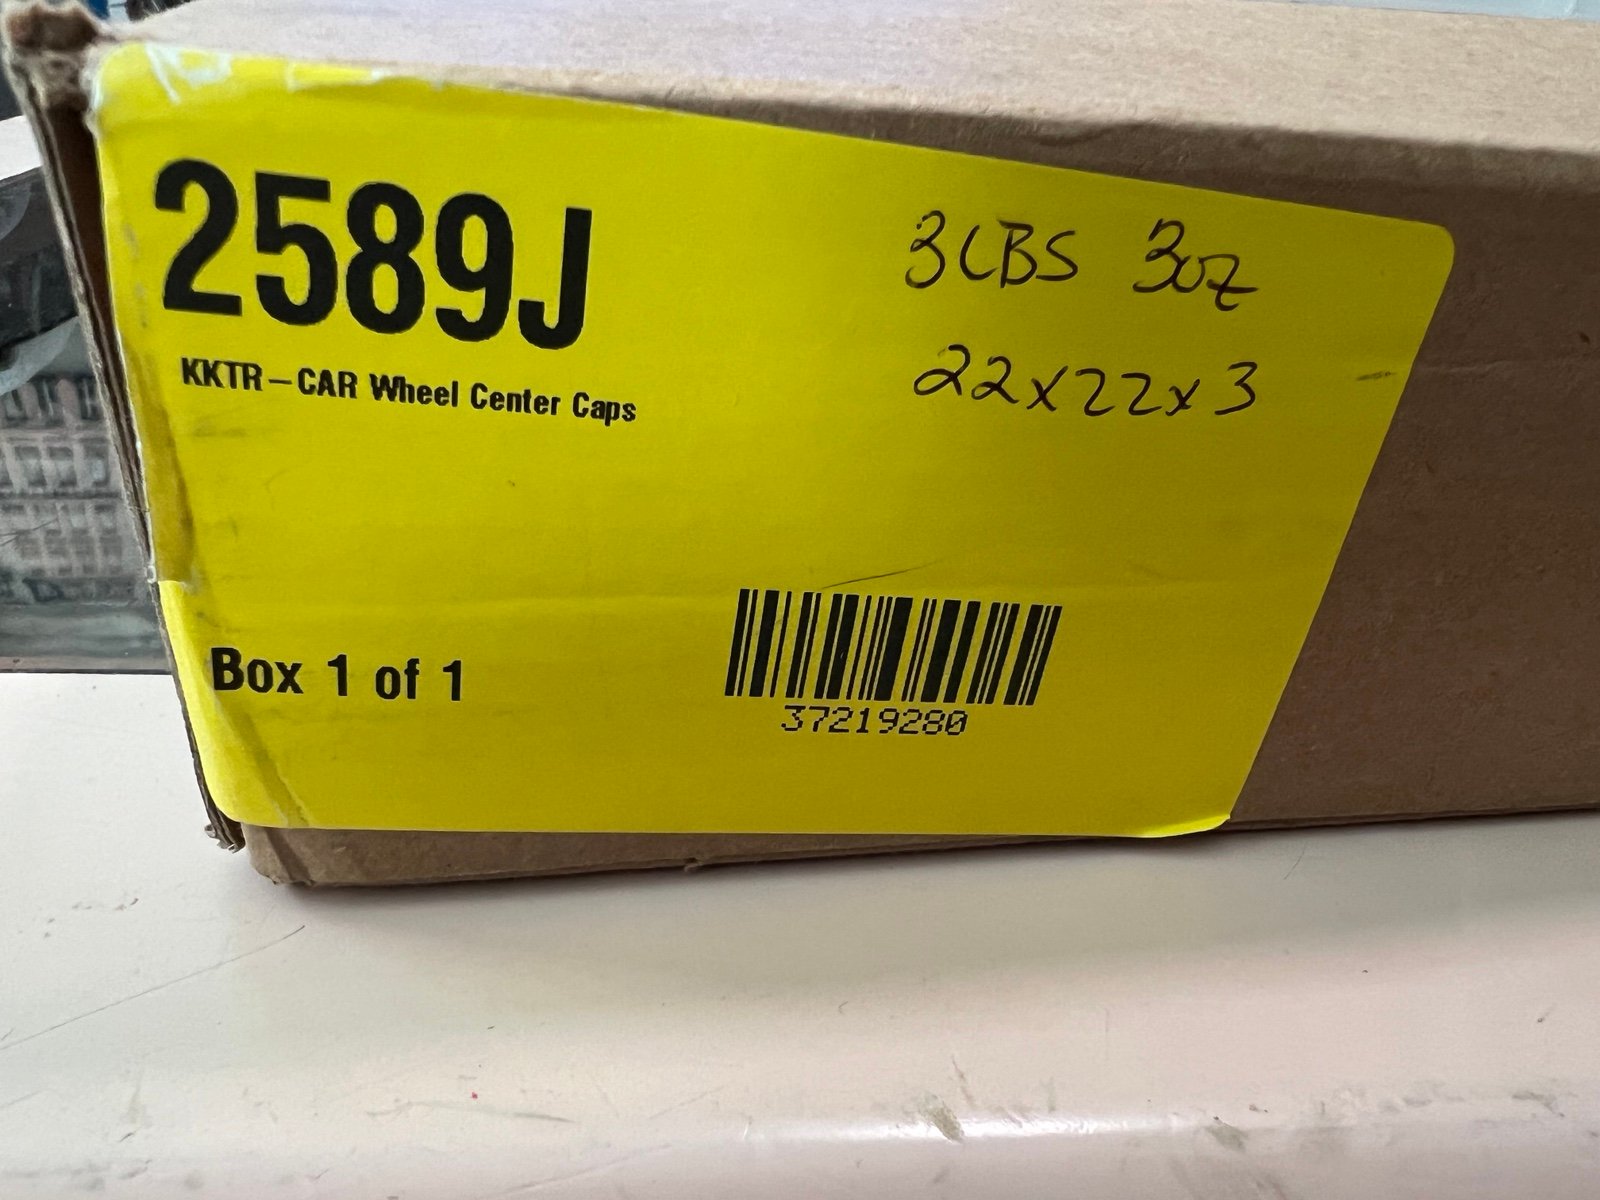 2589J
KKTR-CAR Wheel Center Caps
3LBS 3oz
22x22x3
Box 1 of 1
37219280